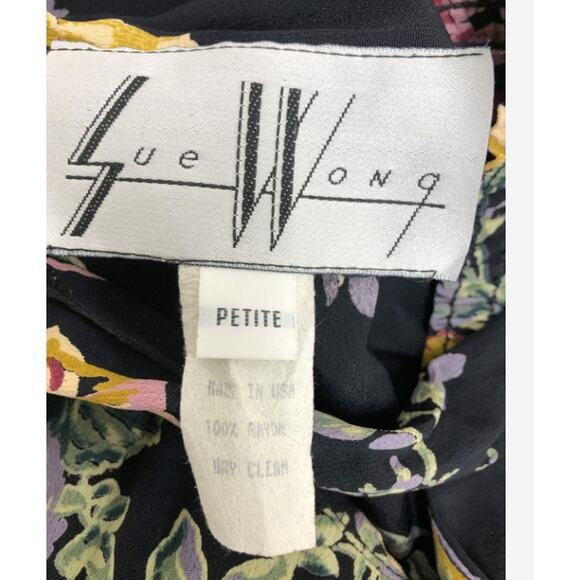 Sue Wong
PETITE
MADE IN USA
100% RAYON
DRY CLEAN